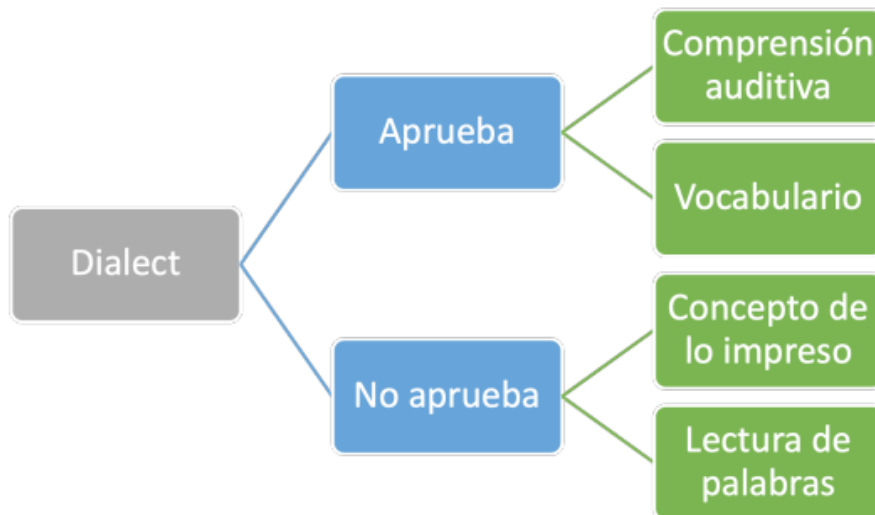 Dialect
Aprueba
Comprensión
auditiva
Vocabulario
No aprueba
Concepto de
lo impreso
Lectura de
palabras